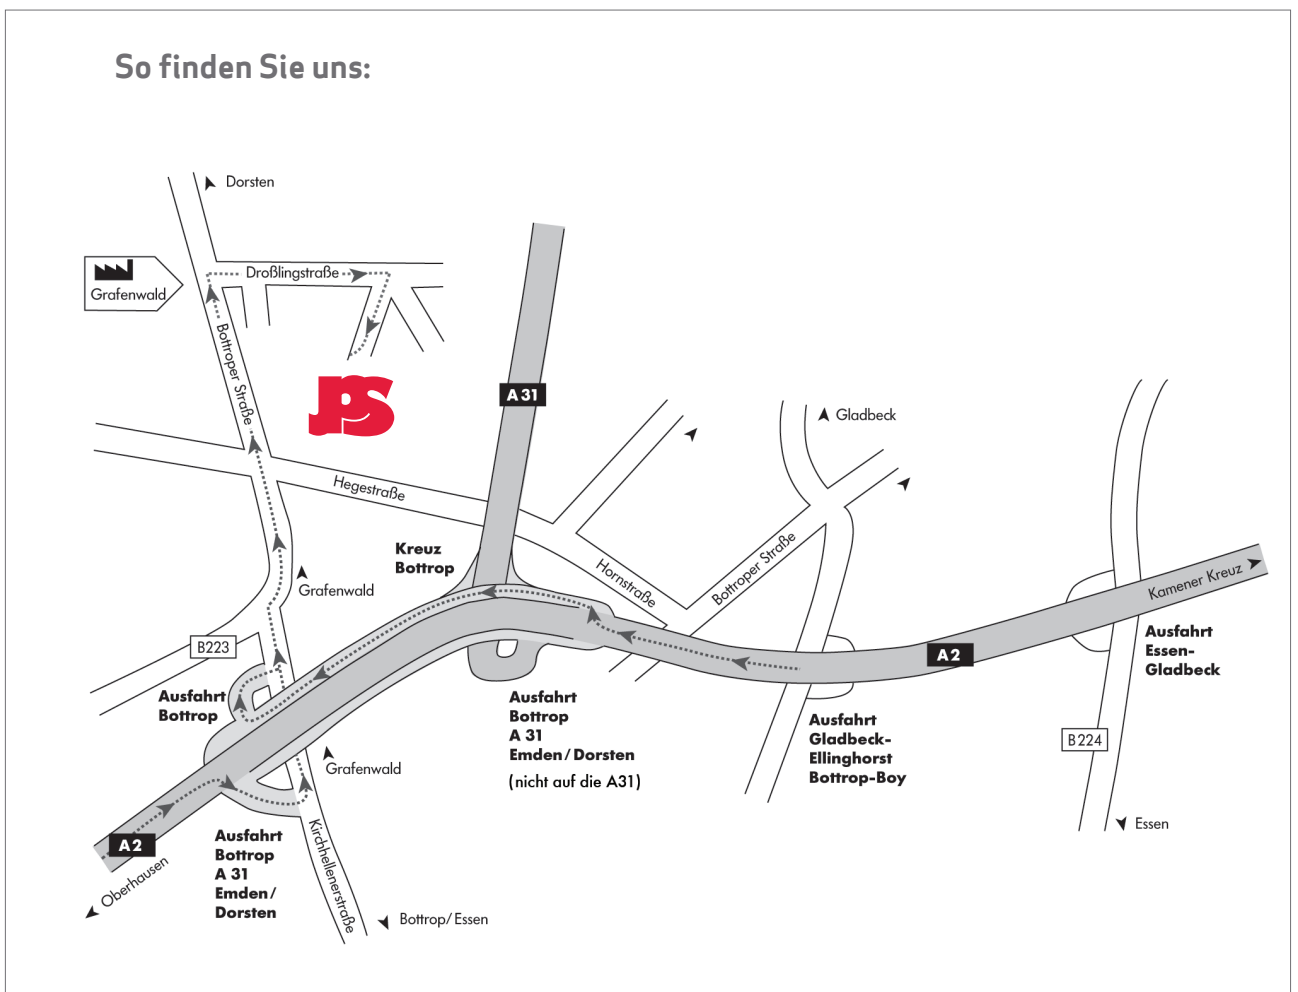 So finden Sie uns:
Dorsten
Grafenwald
Droßlingstraße
Bottroper Straße
JPS
A 31
Gladbeck
Hegestraße
Kreuz
Bottrop
Hornstraße
Bottroper Straße
Kamener Kreuz
Grafenwald
B223
Ausfahrt
Bottrop
Ausfahrt
Bottrop
A 31
Emden / Dorsten
(nicht auf die A31)
A 2
Ausfahrt
Essen-
Gladbeck
Ausfahrt
Gladbeck-
Ellinghorst
Bottrop-Boy
B224
Essen
Grafenwald
A 2
Oberhausen
Ausfahrt
Bottrop
A 31
Emden /
Dorsten
Kirchhellenerstraße
Bottrop/ Essen